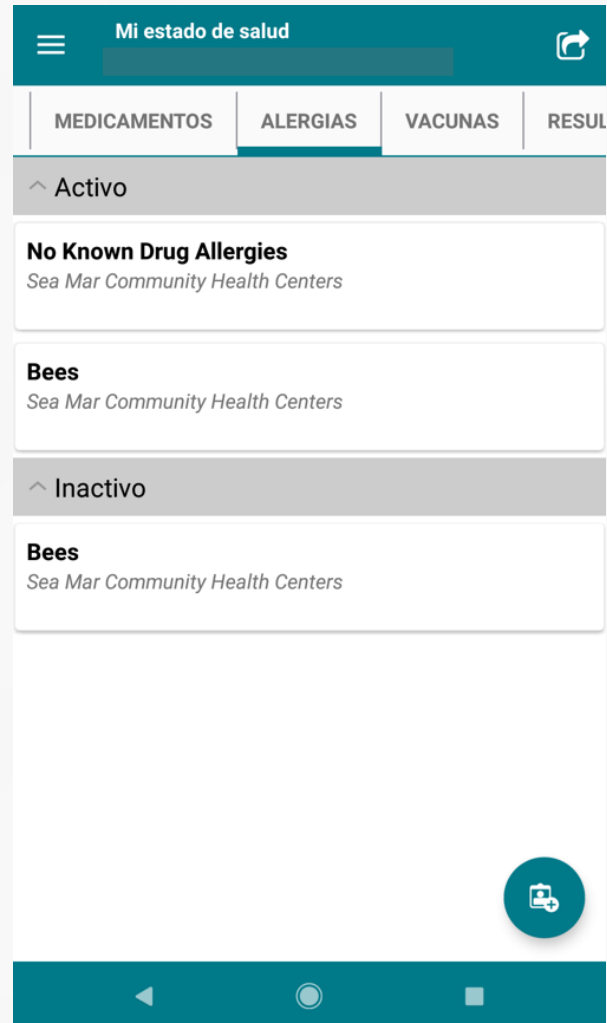 Mi estado de salud
MEDICAMENTOS ALERGIAS VACUNAS RESUL
Activo
No Known Drug Allergies
Sea Mar Community Health Centers
Bees
Sea Mar Community Health Centers
Inactivo
Bees
Sea Mar Community Health Centers